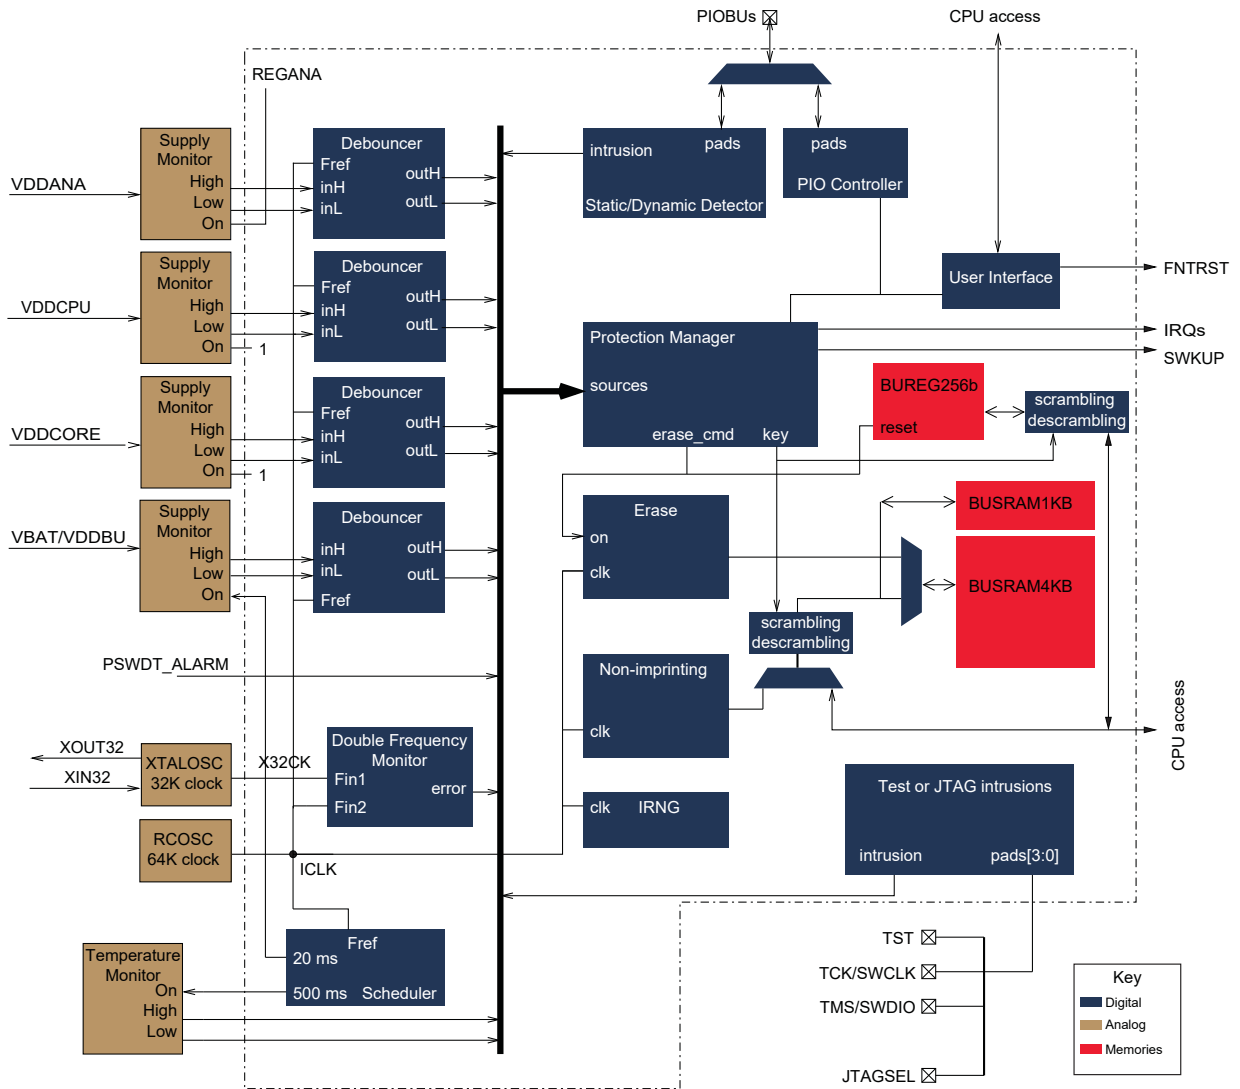 PIOBUs
CPU access
REGANA
Supply
Monitor
High
Low
On
VDDANA
Debouncer
Fref
inH
inL
outH
outL
intrusion
pads
Static/Dynamic Detector
pads
PIO Controller
Supply
Monitor
High
Low
On
VDDCPU
1
Debouncer
Fref
inH
inL
outH
outL
User Interface
FNTRST
IRQs
SWKUP
Protection Manager
sources
erase_cmd
key
BUREG256b
reset
scrambling
descrambling
Supply
Monitor
High
Low
On
VDDCORE
1
Debouncer
Fref
inH
inL
outH
outL
Supply
Monitor
High
Low
On
VBAT/VDDBU
Debouncer
inH
inL
Fref
outH
outL
Erase
on
clk
BUSRAM1KB
BUSRAM4KB
scrambling
descrambling
PSWDT_ALARM
Non-imprinting
clk
CPU access
XOUT32
XIN32
XTALOSC
32K clock
X32CK
Double Frequency
Monitor
Fin1
Fin2
error
clk
IRNG
Test or JTAG intrusions
intrusion
pads[3:0]
RCOSC
64K clock
ICLK
Fref
20 ms
500 ms
Scheduler
Temperature
Monitor
On
High
Low
TST
TCK/SWCLK
TMS/SWDIO
JTAGSEL
Key
Digital
Analog
Memories